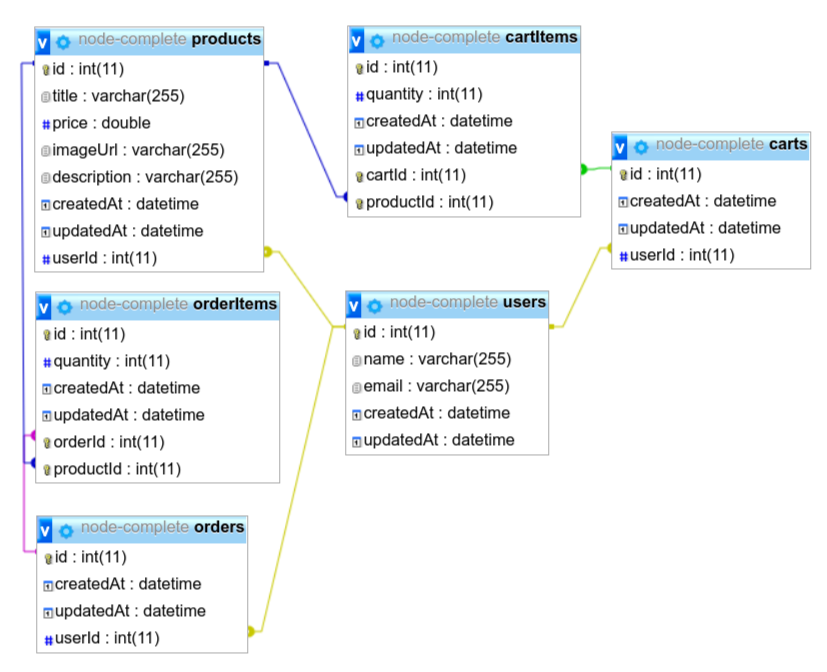 v node-complete products
id : int(11)
title : varchar(255)
# price : double
imageUrl : varchar(255)
description : varchar(255)
createdAt : datetime
updatedAt : datetime
# userId : int(11)
v node-complete cartItems
id : int(11)
# quantity : int(11)
createdAt : datetime
updatedAt : datetime
cartId : int(11)
productId : int(11)
v node-complete carts
id : int(11)
createdAt : datetime
updatedAt : datetime
# userId : int(11)
v node-complete orderItems
id : int(11)
# quantity : int(11)
createdAt : datetime
updatedAt : datetime
orderId : int(11)
productId : int(11)
v node-complete users
id : int(11)
name : varchar(255)
email : varchar(255)
createdAt : datetime
updatedAt : datetime
v node-complete orders
id : int(11)
createdAt : datetime
updatedAt : datetime
# userId : int(11)